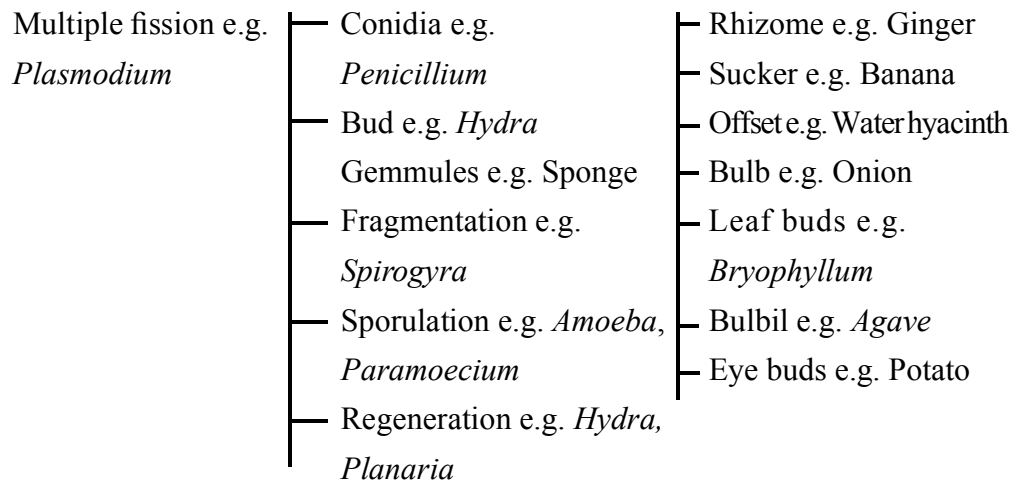 Multiple fission e.g.
Plasmodium
Conidia e.g.
Penicillium
Bud e.g. Hydra
Gemmules e.g. Sponge
Fragmentation e.g.
Spirogyra
Sporulation e.g. Amoeba,
Paramoecium
Regeneration e.g. Hydra,
Planaria
Rhizome e.g. Ginger
Sucker e.g. Banana
Offset e.g. Water hyacinth
Bulb e.g. Onion
Leaf buds e.g.
Bryophyllum
Bulbil e.g. Agave
Eye buds e.g. Potato